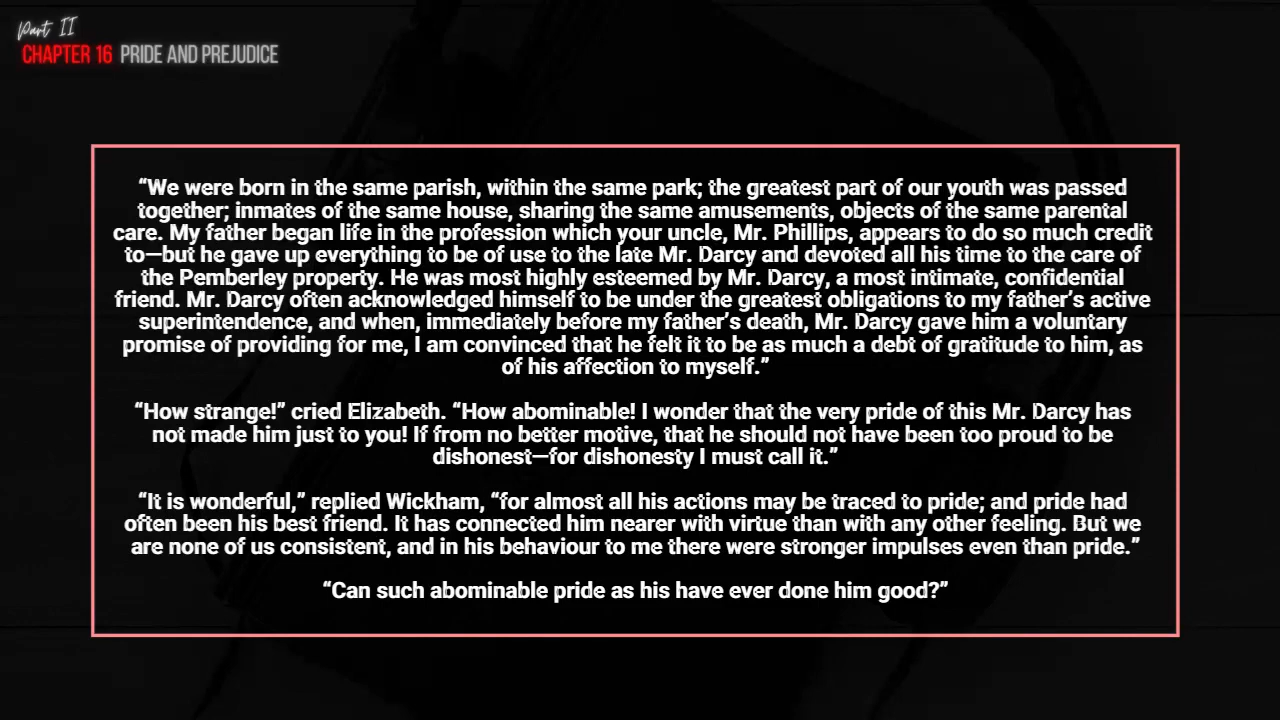 Part II
CHAPTER 16 PRIDE AND PREJUDICE
“We were born in the same parish, within the same park; the greatest part of our youth was passed
together; inmates of the same house, sharing the same amusements, objects of the same parental
care. My father began life in the profession which your uncle, Mr. Phillips, appears to do so much credit
to—but he gave up everything to be of use to the late Mr. Darcy and devoted all his time to the care of
the Pemberley property. He was most highly esteemed by Mr. Darcy, a most intimate, confidential
friend. Mr. Darcy often acknowledged himself to be under the greatest obligations to my father’s active
superintendence, and when, immediately before my father’s death, Mr. Darcy gave him a voluntary
promise of providing for me, I am convinced that he felt it to be as much a debt of gratitude to him, as
of his affection to myself.”
“How strange!” cried Elizabeth. “How abominable! I wonder that the very pride of this Mr. Darcy has
not made him just to you! If from no better motive, that he should not have been too proud to be
dishonest—for dishonesty I must call it.”
“It is wonderful,” replied Wickham, “for almost all his actions may be traced to pride; and pride had
often been his best friend. It has connected him nearer with virtue than with any other feeling. But we
are none of us consistent, and in his behaviour to me there were stronger impulses even than pride.”
“Can such abominable pride as his have ever done him good?”